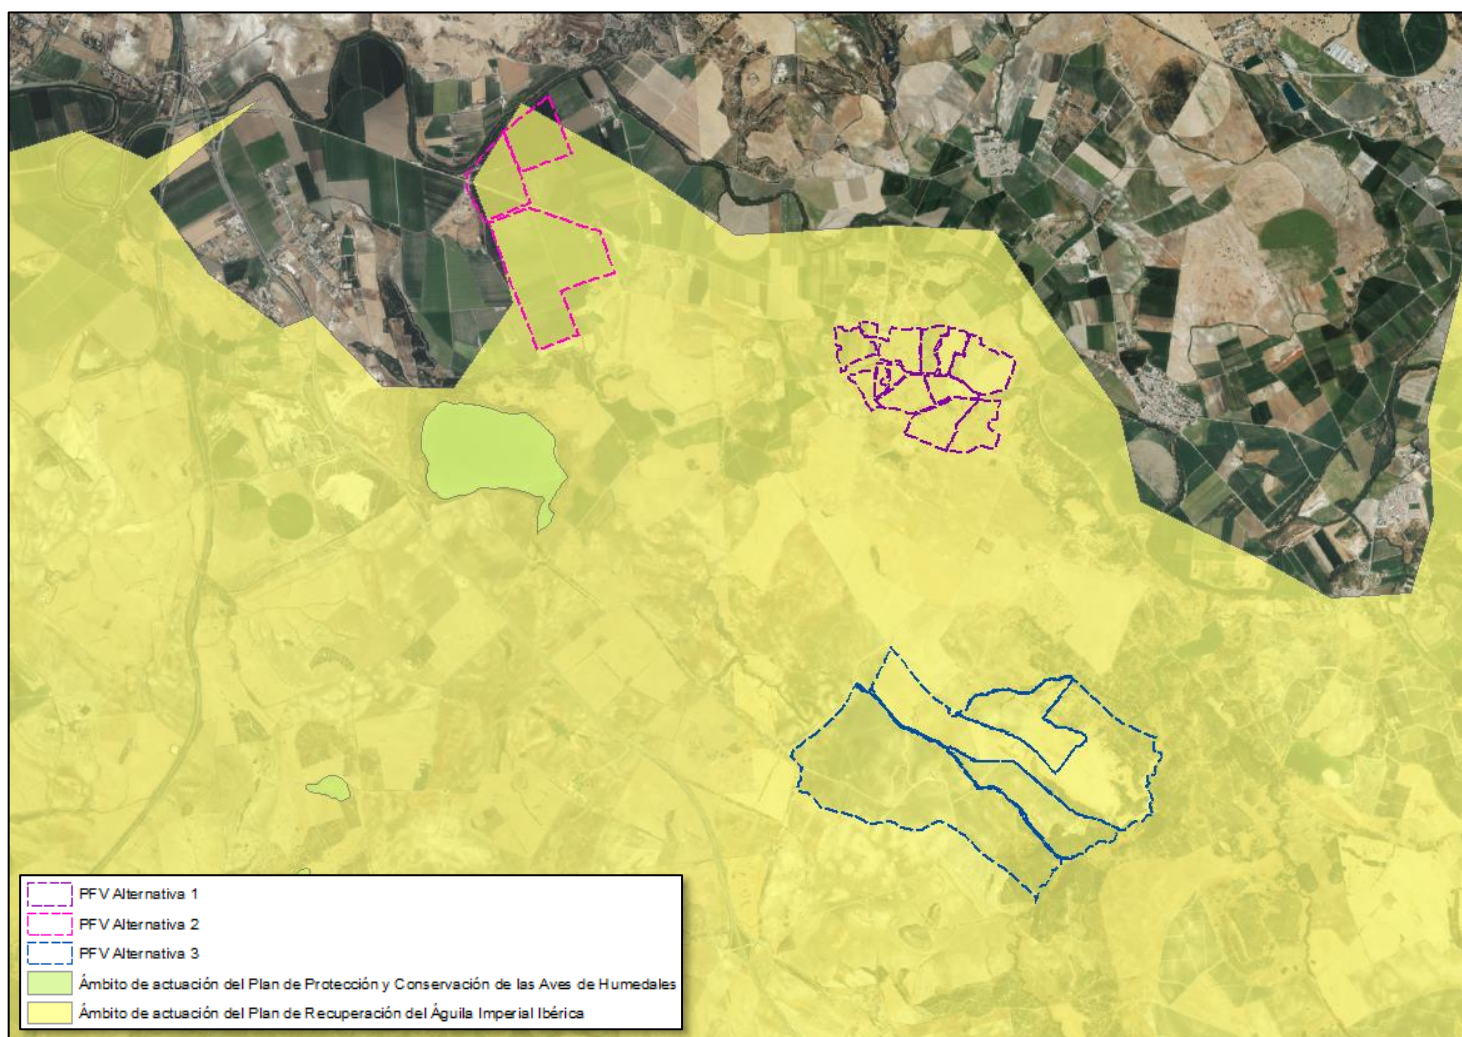 PFV Alternativa 1
PFV Alternativa 2
PFV Alternativa 3
Ámbito de actuación del Plan de Protección y Conservación de las Aves de Humedales
Ámbito de actuación del Plan de Recuperación del Águila Imperial Ibérica